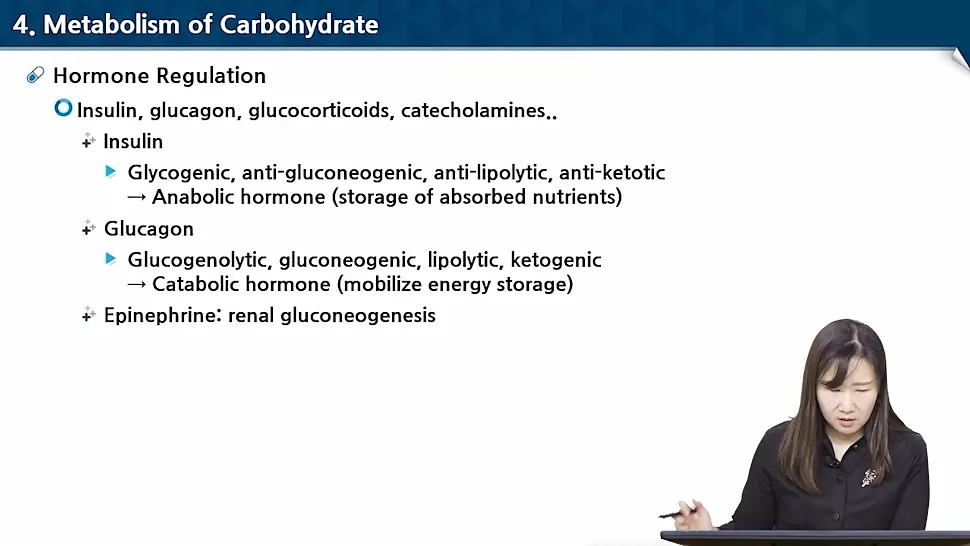 4. Metabolism of Carbohydrate
Hormone Regulation
Insulin, glucagon, glucocorticoids, catecholamines..
Insulin
Glycogenic, anti-gluconeogenic, anti-lipolytic, anti-ketotic
→ Anabolic hormone (storage of absorbed nutrients)
Glucagon
Glucogenolytic, gluconeogenic, lipolytic, ketogenic
→ Catabolic hormone (mobilize energy storage)
Epinephrine: renal gluconeogenesis